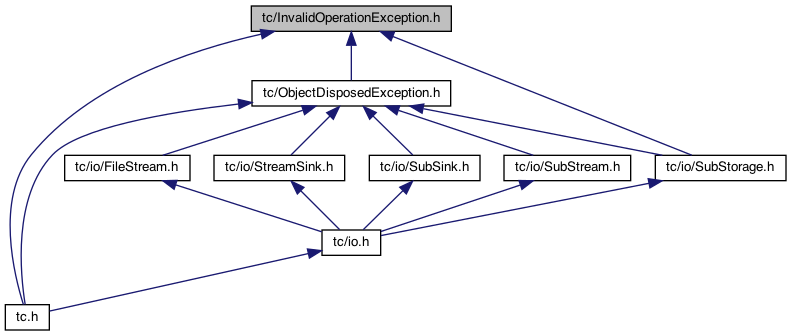 tc/InvalidOperationException.h
tc/ObjectDisposedException.h
tc/io/FileStream.h
tc/io/StreamSink.h
tc/io/SubSink.h
tc/io/SubStream.h
tc/io/SubStorage.h
tc/io.h
tc.h